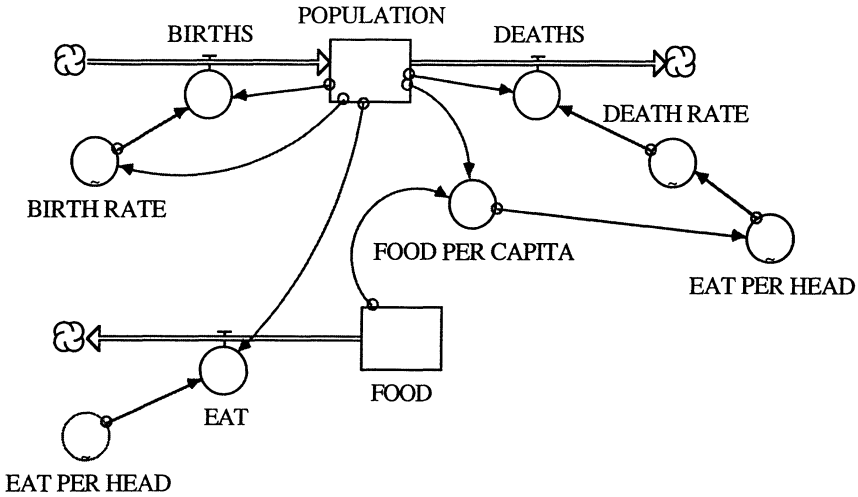 POPULATION
BIRTHS
DEATHS
DEATH RATE
BIRTH RATE
FOOD PER CAPITA
EAT PER HEAD
FOOD
EAT
EAT PER HEAD